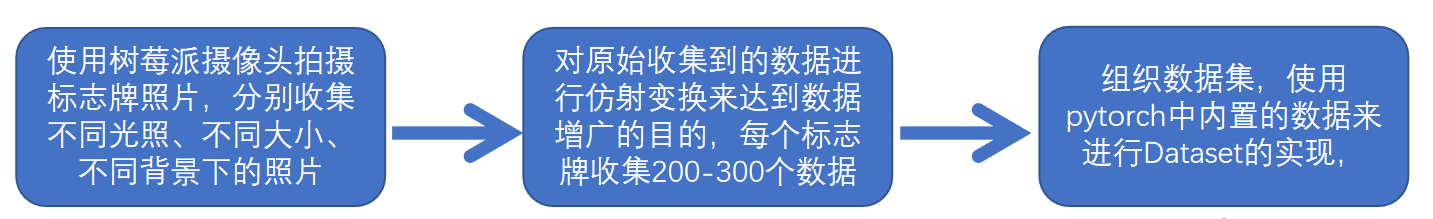 使用树莓派摄像头拍摄
标志牌照片，分别收集
不同光照、不同大小、
不同背景下的照片
对原始收集到的数据进
行仿射变换来达到数据
增广的目的，每个标志
牌收集200-300个数据
组织数据集，使用
pytorch中内置的数据来
进行Dataset的实现，